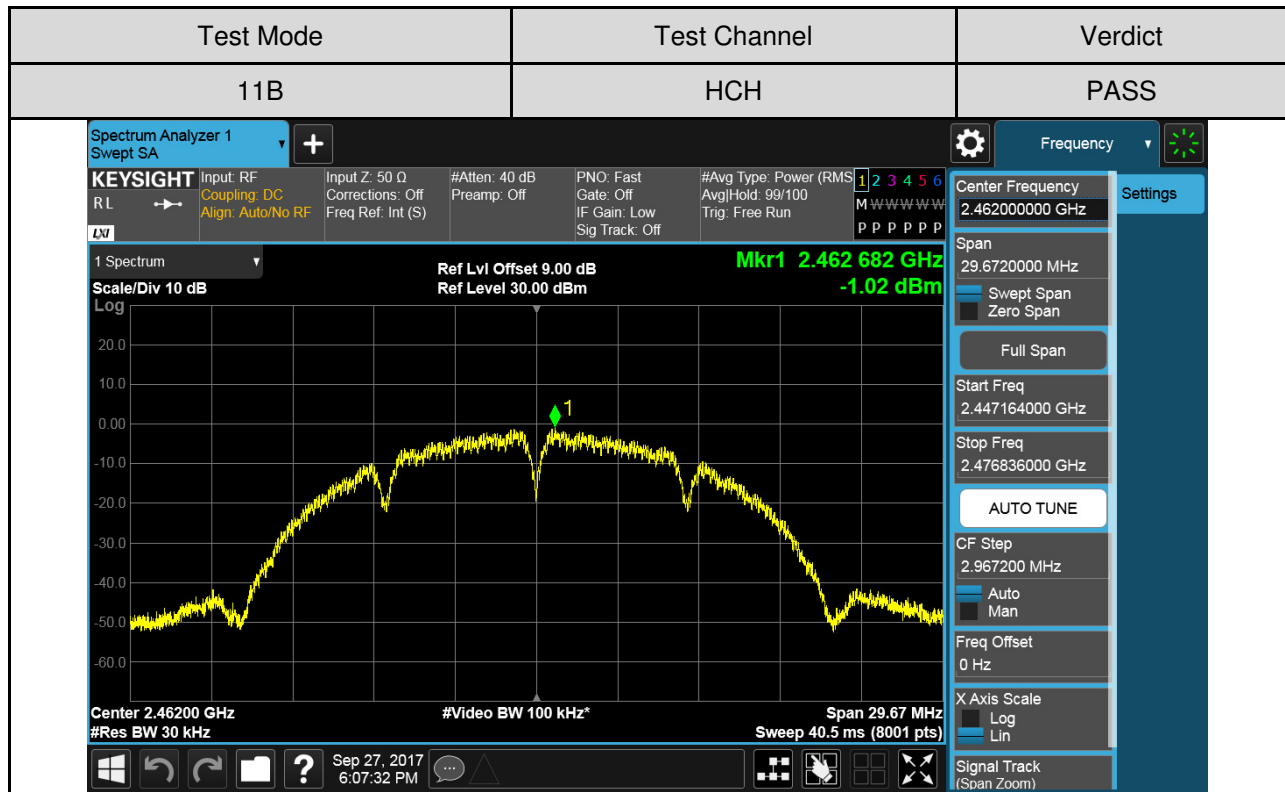 Test Mode Test Channel Verdict
11B HCH PASS
Spectrum Analyzer 1
Swept SA
+
Frequency
KEYSIGHT
RL
LXI
Input: RF
Coupling: DC
Align: Auto/No RF
Input Z: 50 Ω
Corrections: Off
Freq Ref: Int (S)
#Atten: 40 dB
Preamp: Off
PNO: Fast
Gate: Off
IF Gain: Low
Sig Track: Off
#Avg Type: Power (RMS
Avg|Hold: 99/100
Trig: Free Run
1 2 3 4 5 6
M W W W W W
P P P P P P
1 Spectrum
Scale/Div 10 dB
Log
Ref Lvl Offset 9.00 dB
Ref Level 30.00 dBm
Mkr1 2.462 682 GHz
-1.02 dBm
20.0
10.0
0.00
-10.0
-20.0
-30.0
-40.0
-50.0
-60.0
1
Center 2.46200 GHz
#Res BW 30 kHz
#Video BW 100 kHz*
Span 29.67 MHz
Sweep 40.5 ms (8001 pts)
Sep 27, 2017
6:07:32 PM
?
Center Frequency
2.462000000 GHz
Settings
Span
29.6720000 MHz
Swept Span
Zero Span
Full Span
Start Freq
2.447164000 GHz
Stop Freq
2.476836000 GHz
AUTO TUNE
CF Step
2.967200 MHz
Auto
Man
Freq Offset
0 Hz
X Axis Scale
Log
Lin
Signal Track
(Span Zoom)